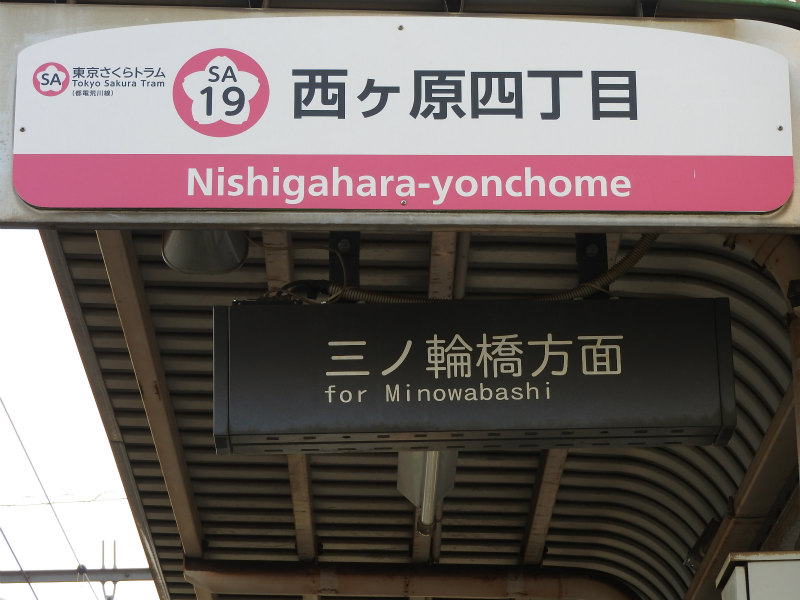 SA
東京さくらトラム
Tokyo Sakura Tram
(都電荒川線)
SA
19
西ヶ原四丁目
Nishigahara-yonchome
三ノ輪橋方面
for Minowabashi